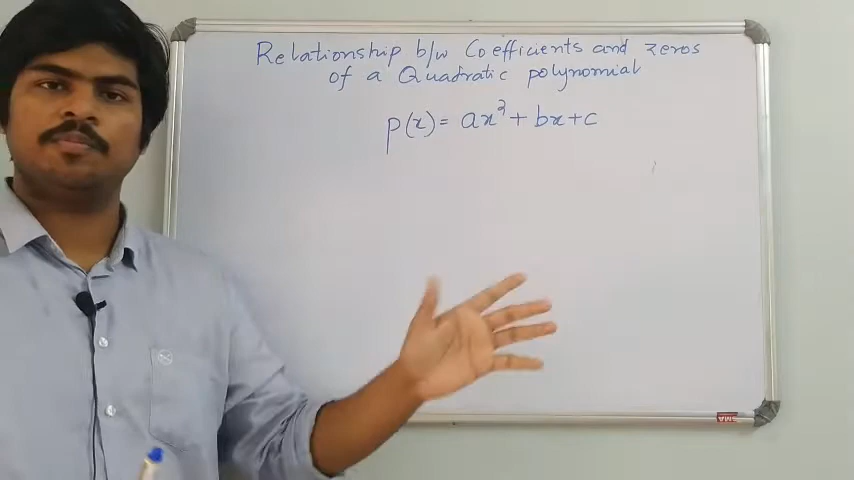 Relationship b/w Coefficients and zeros
of a Quadratic polynomial
p(x) = ax² + bx + c